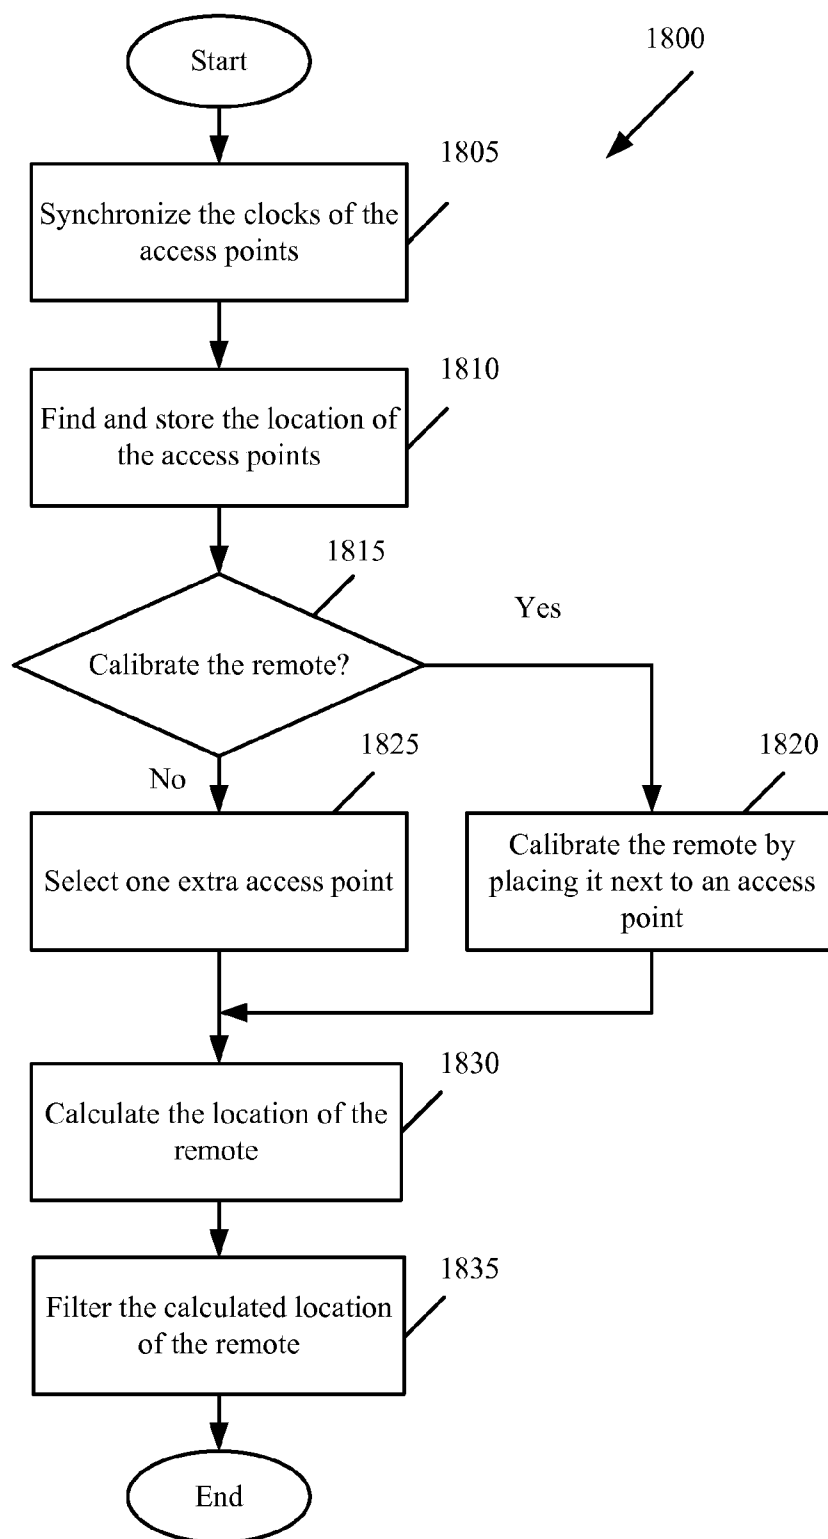 Start
1800
1805
Synchronize the clocks of the
access points
1810
Find and store the location of
the access points
1815
Calibrate the remote?
Yes
No
1825
Select one extra access point
1820
Calibrate the remote by
placing it next to an access
point
1830
Calculate the location of the
remote
1835
Filter the calculated location
of the remote
End